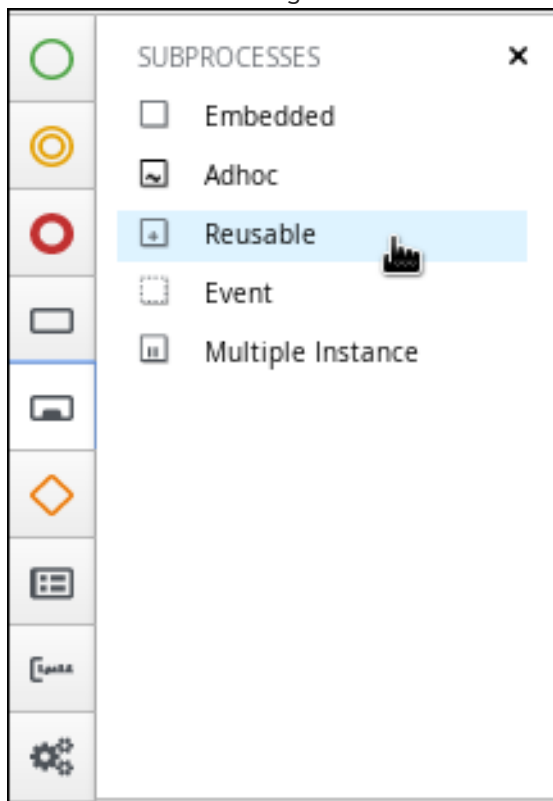 SUBPROCESSES
Embedded
Adhoc
Reusable
Event
Multiple Instance